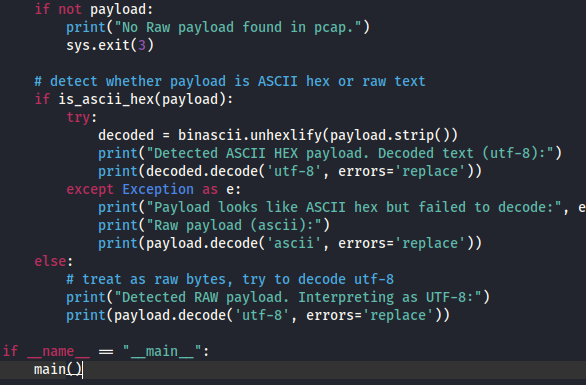 if not payload:
        print("No Raw payload found in pcap.")
        sys.exit(3)

    # detect whether payload is ASCII hex or raw text
    if is_ascii_hex(payload):
        try:
            decoded = binascii.unhexlify(payload.strip())
            print("Detected ASCII HEX payload. Decoded text (utf-8):")
            print(decoded.decode('utf-8', errors='replace'))
        except Exception as e:
            print("Payload looks like ASCII hex but failed to decode:", e
            print("Raw payload (ascii):")
            print(payload.decode('ascii', errors='replace'))
    else:
        # treat as raw bytes, try to decode utf-8
        print("Detected RAW payload. Interpreting as UTF-8:")
        print(payload.decode('utf-8', errors='replace'))

if __name__ == "__main__":
    main()